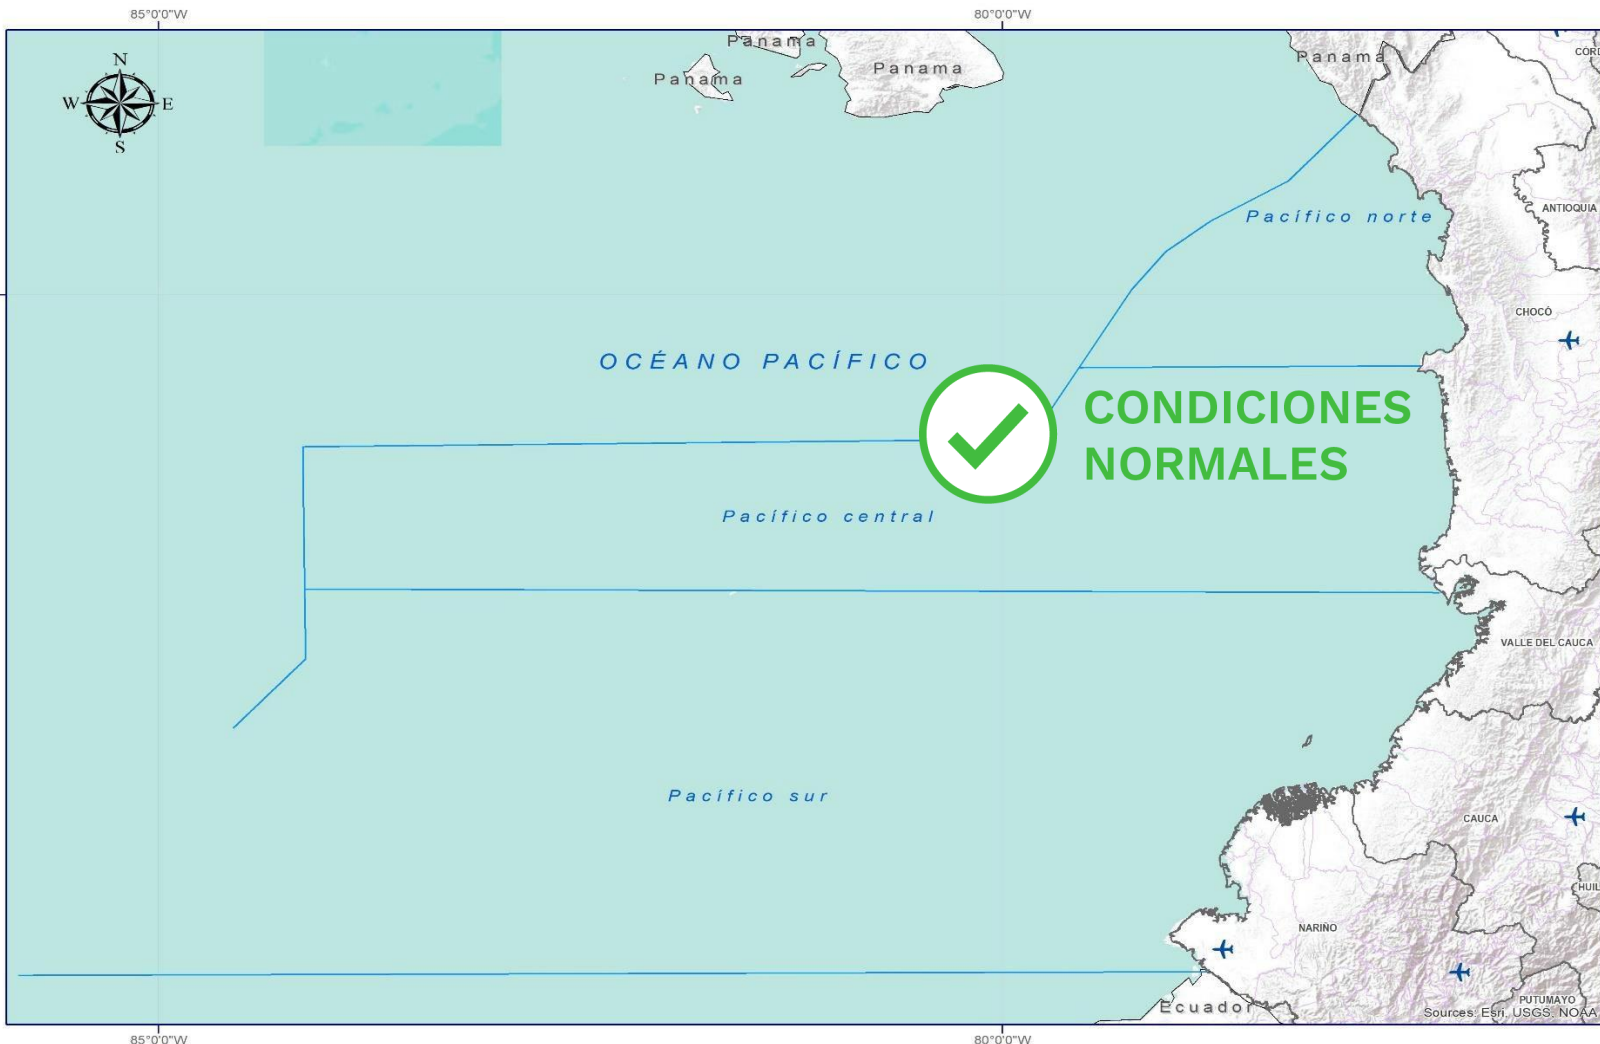 85°0'0"W 80°0'0"W
N
W E
S
Panama
Panama
Panama
Panama
CÓRD
Pacífico norte
ANTIOQUIA
CHOCÓ
OCÉANO PACÍFICO
CONDICIONES
NORMALES
Pacífico central
VALLE DEL CAUCA
Pacífico sur
CAUCA
HUIL
NARIÑO
PUTUMAYO
Ecuador
Sources: Esri, USGS, NOAA
85°0'0"W 80°0'0"W